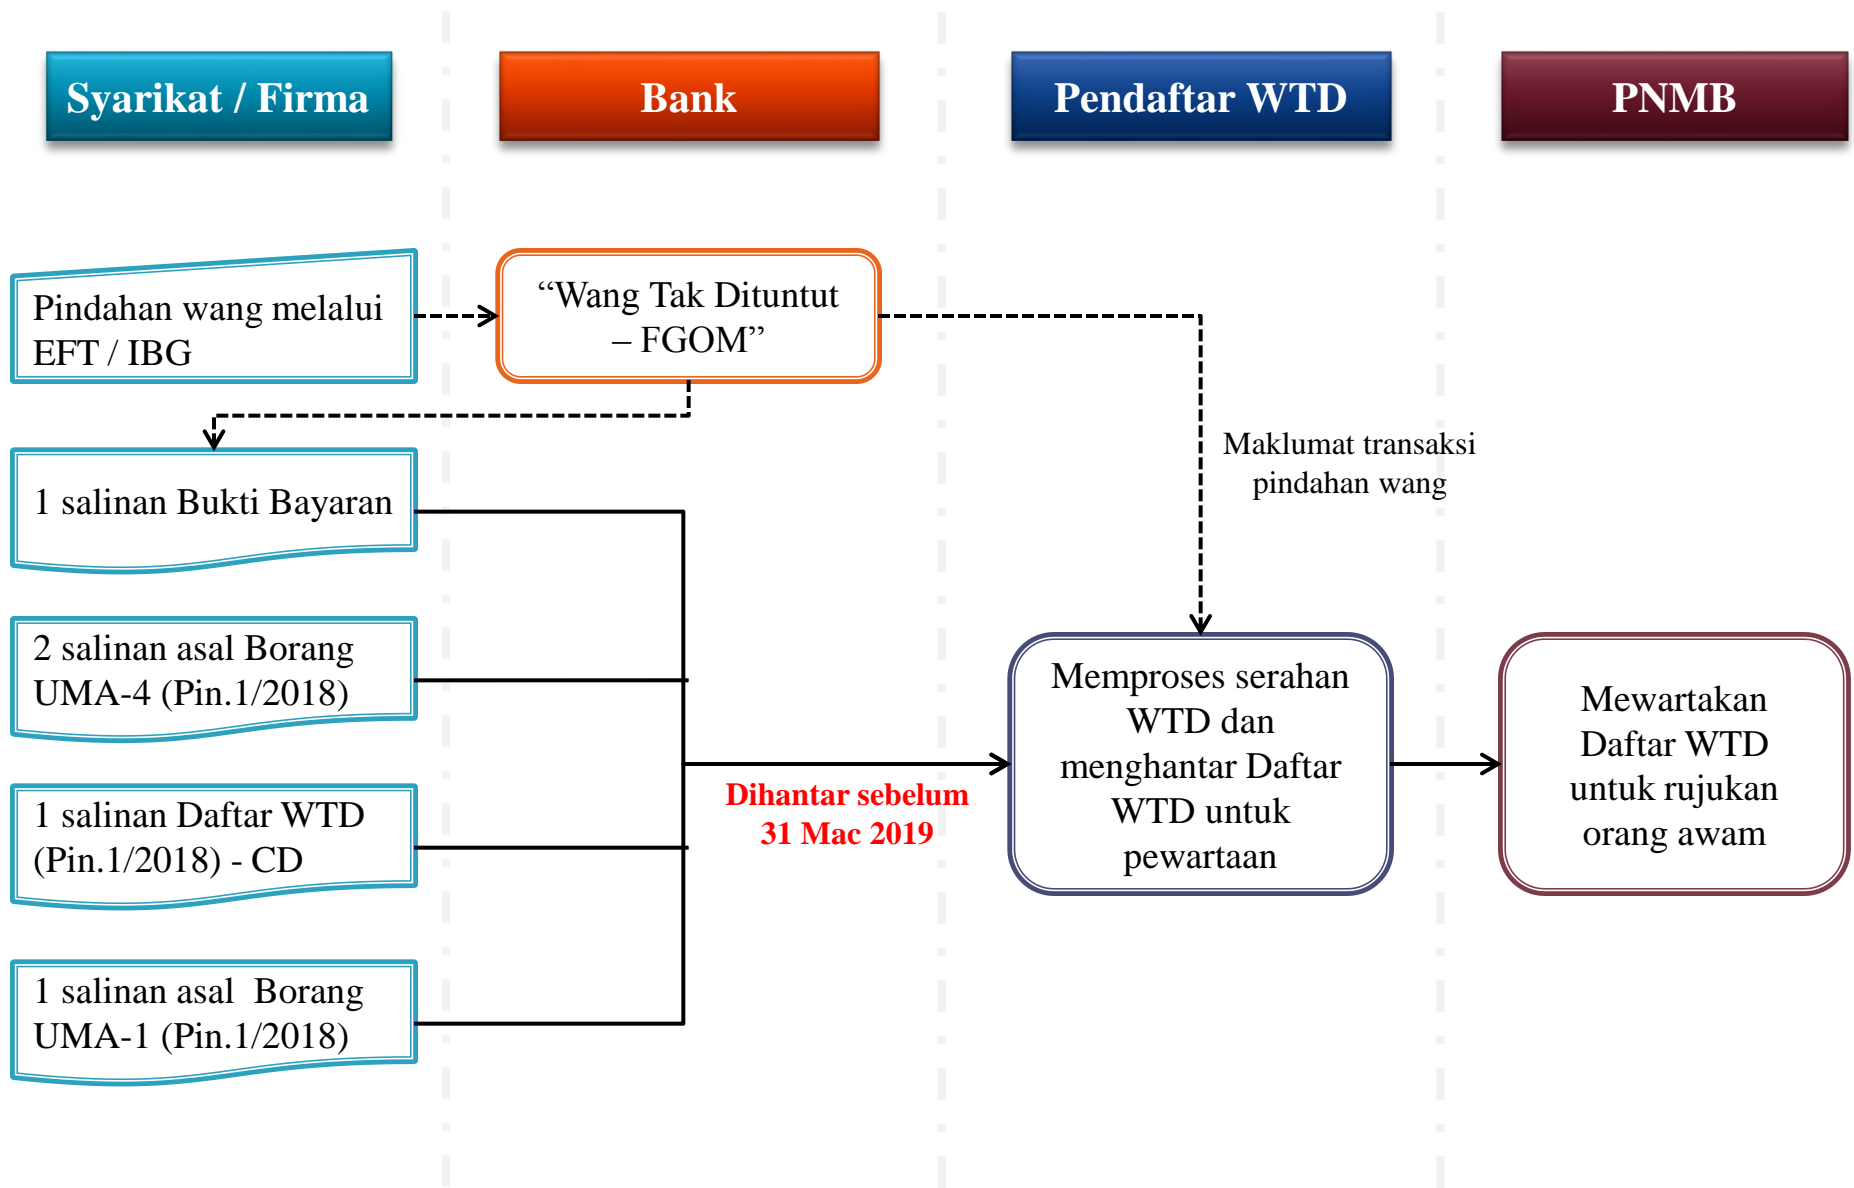 Syarikat / Firma
Bank
Pendaftar WTD
PNMB
Pindahan wang melalui
EFT / IBG
“Wang Tak Dituntut
– FGOM”
Maklumat transaksi
pindahan wang
1 salinan Bukti Bayaran
2 salinan asal Borang
UMA-4 (Pin.1/2018)
1 salinan Daftar WTD
(Pin.1/2018) - CD
1 salinan asal  Borang
UMA-1 (Pin.1/2018)
Dihantar sebelum
31 Mac 2019
Memproses serahan
WTD dan
menghantar Daftar
WTD untuk
pewartaan
Mewartakan
Daftar WTD
untuk rujukan
orang awam